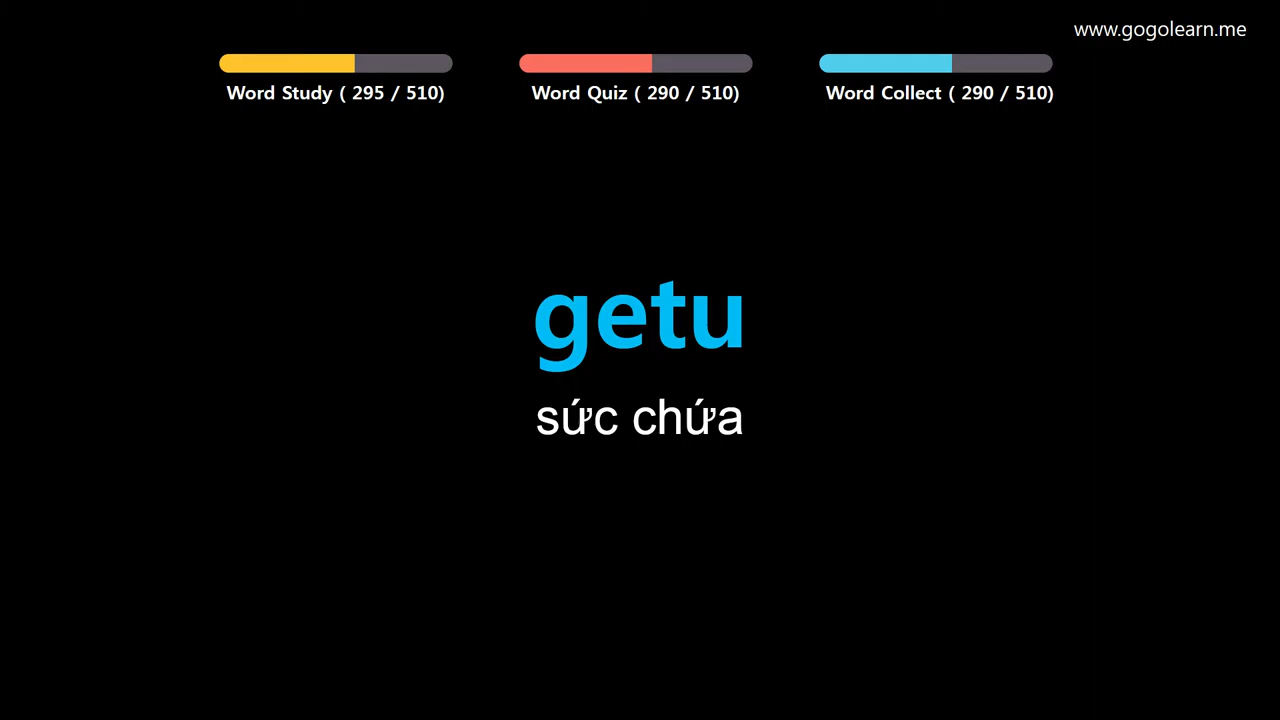 www.gogolearn.me
Word Study ( 295 / 510)
Word Quiz ( 290 / 510)
Word Collect ( 290 / 510)
getu
sức chứa